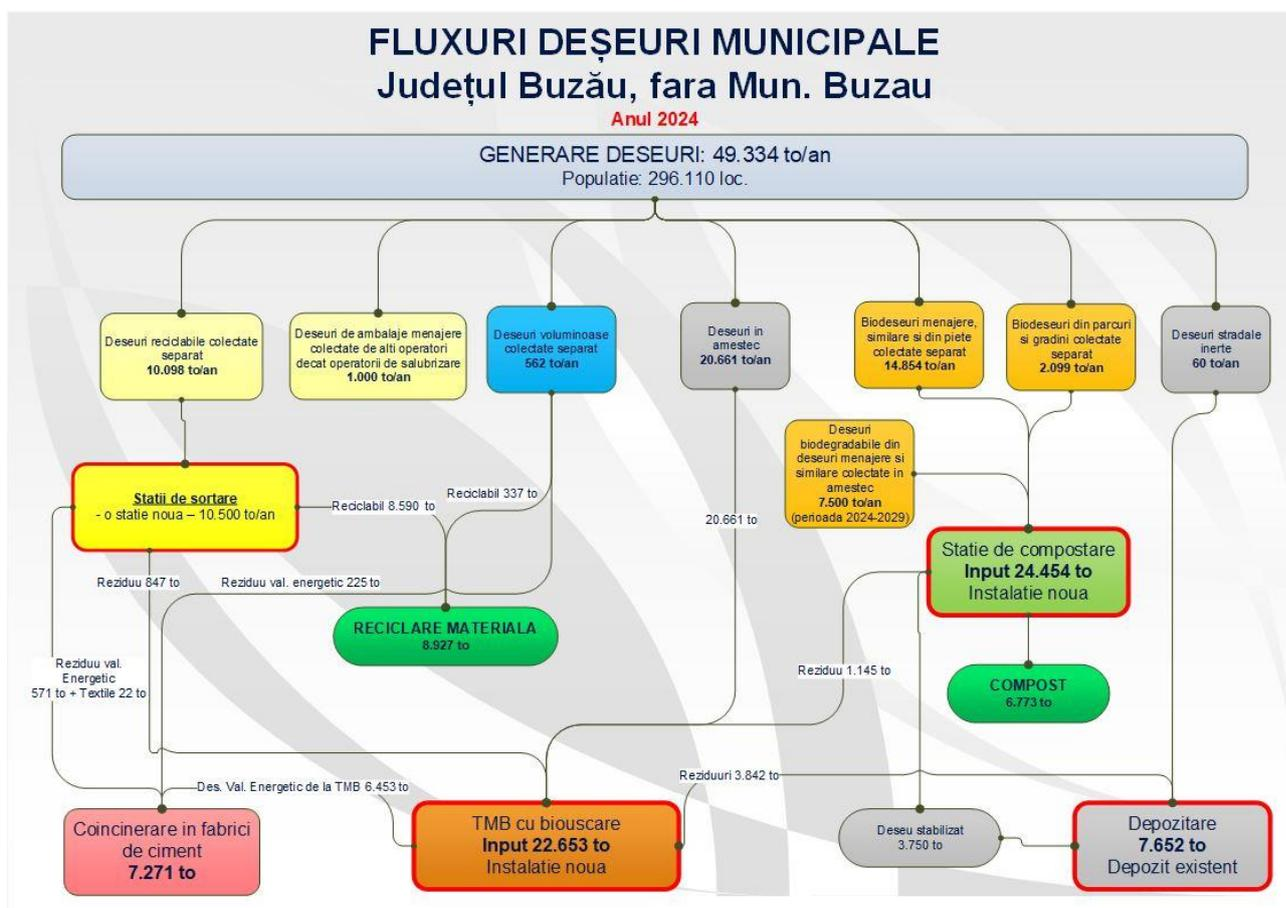 FLUXURI DEȘEURI MUNICIPALE
Județul Buzău, fara Mun. Buzau
Anul 2024
GENERARE DESEURI: 49.334 to/an
Populatie: 296.110 loc.
Deseuri reciclabile colectate
separat
10.098 to/an
Deseuri de ambalaje menajere
colectate de alti operatori
decat operatorii de salubrizare
1.000 to/an
Deseuri voluminoase
colectate separat
562 to/an
Deseuri in
amestec
20.661 to/an
Biodeseuri menajere,
similare si din piete
colectate separat
14.854 to/an
Biodeseuri din parcuri
si gradini colectate
separat
2.099 to/an
Deseuri stradale
inerte
60 to/an
Deseuri
biodegradabile din
deseuri menajere si
similare colectate in
amestec
7.500 to/an
(perioada 2024-2029)
Statii de sortare
- o statie noua – 10.500 to/an
Reciclabil 8.590 to
Reciclabil 337 to
20.661 to
Statie de compostare
Input 24.454 to
Instalatie noua
Reziduu 847 to
Reziduu val. energetic 225 to
RECICLARE MATERIALA
8.927 to
Reziduu val.
Energetic
571 to + Textile 22 to
Reziduu 1.145 to
COMPOST
6.773 to
Des. Val. Energetic de la TMB 6.453 to
Reziduuri 3.842 to
Coincinerare in fabrici
de ciment
7.271 to
TMB cu biouscare
Input 22.653 to
Instalatie noua
Deseu stabilizat
3.750 to
Depozitare
7.652 to
Depozit existent